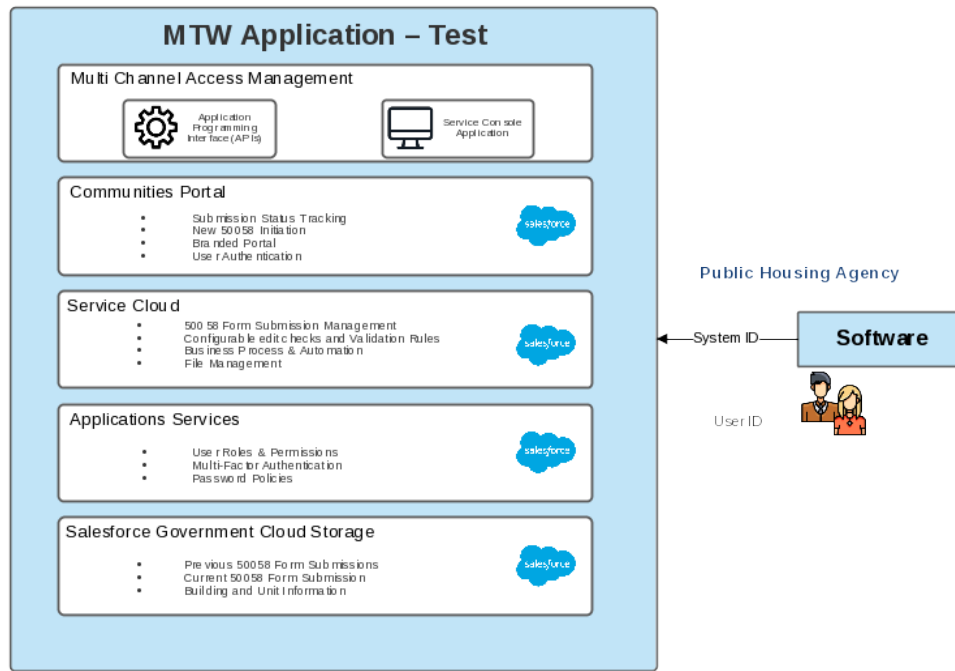 MTW Application – Test
Multi Channel Access Management
Application
Programming
Interface (APIs)
Service Console
Application
Communities Portal
• Submission Status Tracking
• New 50058 Initiation
• Branded Portal
• User Authentication
salesforce
Service Cloud
• 50058 Form Submission Management
• Configurable edit checks and Validation Rules
• Business Process & Automation
• File Management
salesforce
Applications Services
• User Roles & Permissions
• Multi-Factor Authentication
• Password Policies
salesforce
Salesforce Government Cloud Storage
• Previous 50058 Form Submissions
• Current 50058 Form Submission
• Building and Unit Information
salesforce
Public Housing Agency
System ID
Software
User ID